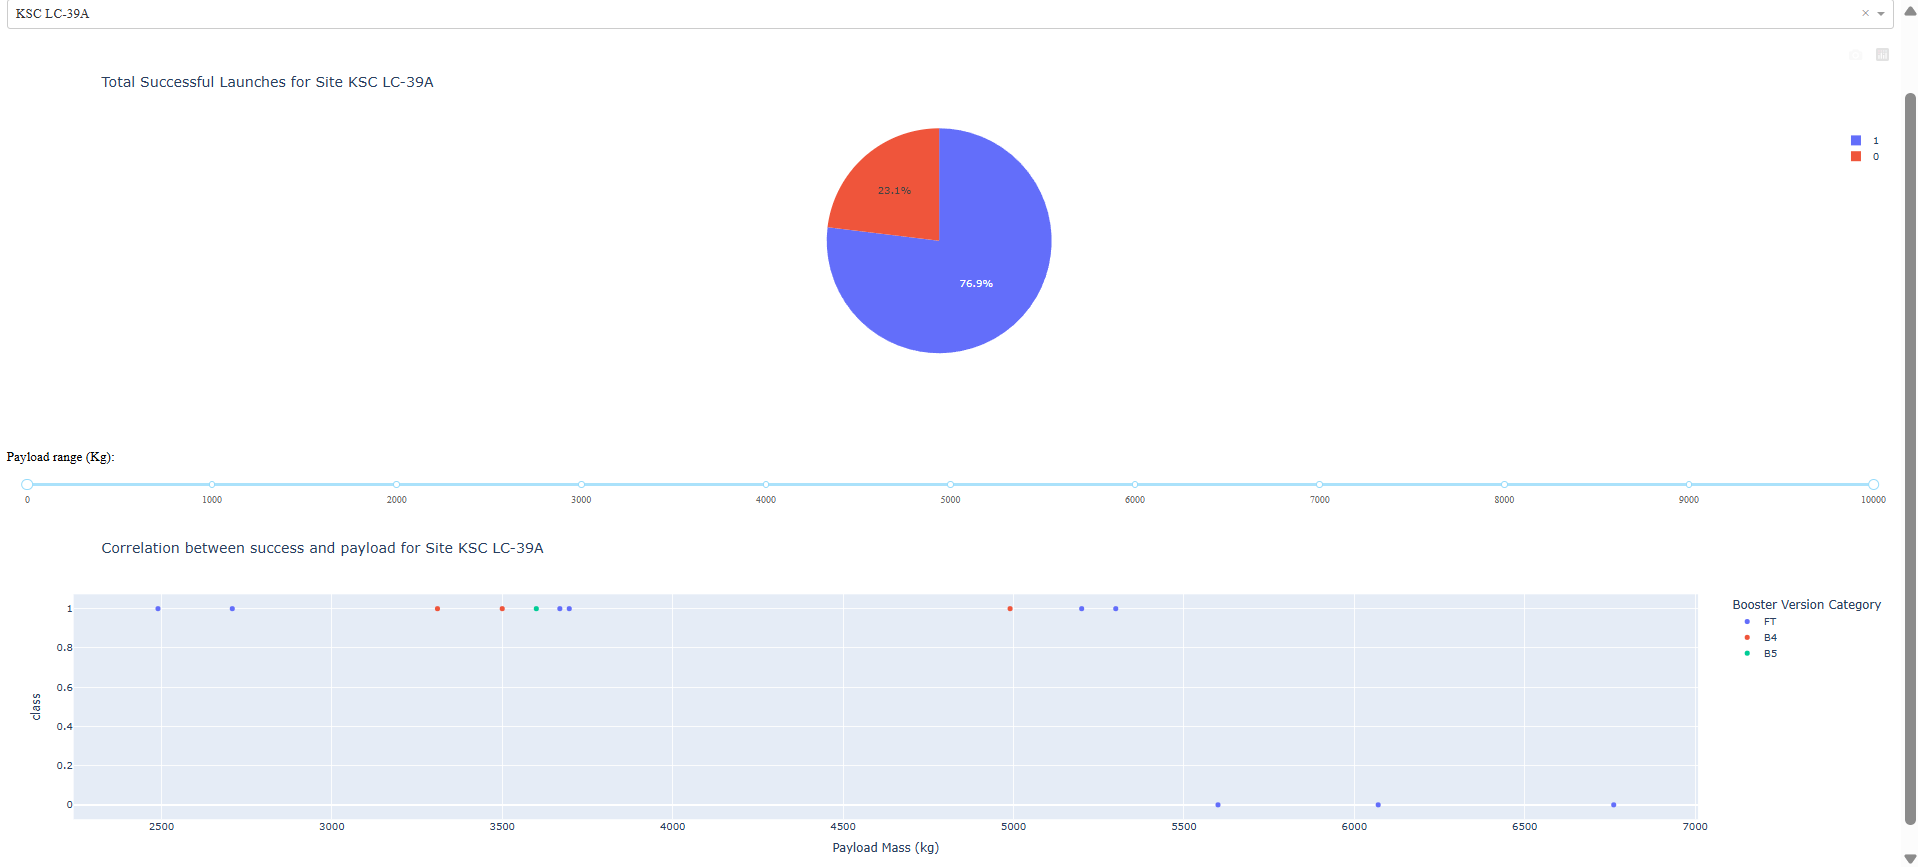 KSC LC-39A
Total Successful Launches for Site KSC LC-39A
1
0
23.1%
76.9%
Payload range (Kg):
0 1000 2000 3000 4000 5000 6000 7000 8000 9000 10000
Correlation between success and payload for Site KSC LC-39A
Booster Version Category
FT
B4
B5
1
0.8
0.6
0.4
0.2
0
class
2500 3000 3500 4000 4500 5000 5500 6000 6500 7000
Payload Mass (kg)